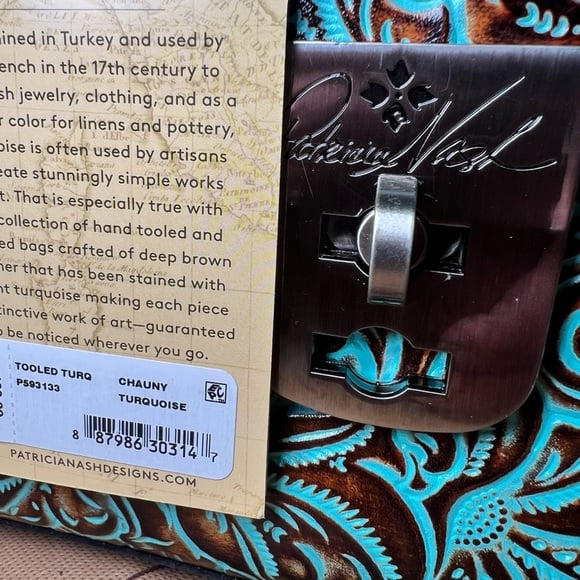 ined in Turkey and used by
ench in the 17th century to
sh jewelry, clothing, and as a
r color for linens and pottery,
oise is often used by artisans
eate stunningly simple works
t. That is especially true with
collection of hand tooled and
ed bags crafted of deep brown
her that has been stained with
nt turquoise making each piece
tinctive work of art—guaranteed
o be noticed wherever you go.
TOOLED TURQ CHAUNY
P593133 TURQUOISE
8 87986 30314 7
PATRICIANASHDESIGNS.COM
Patricia Nash